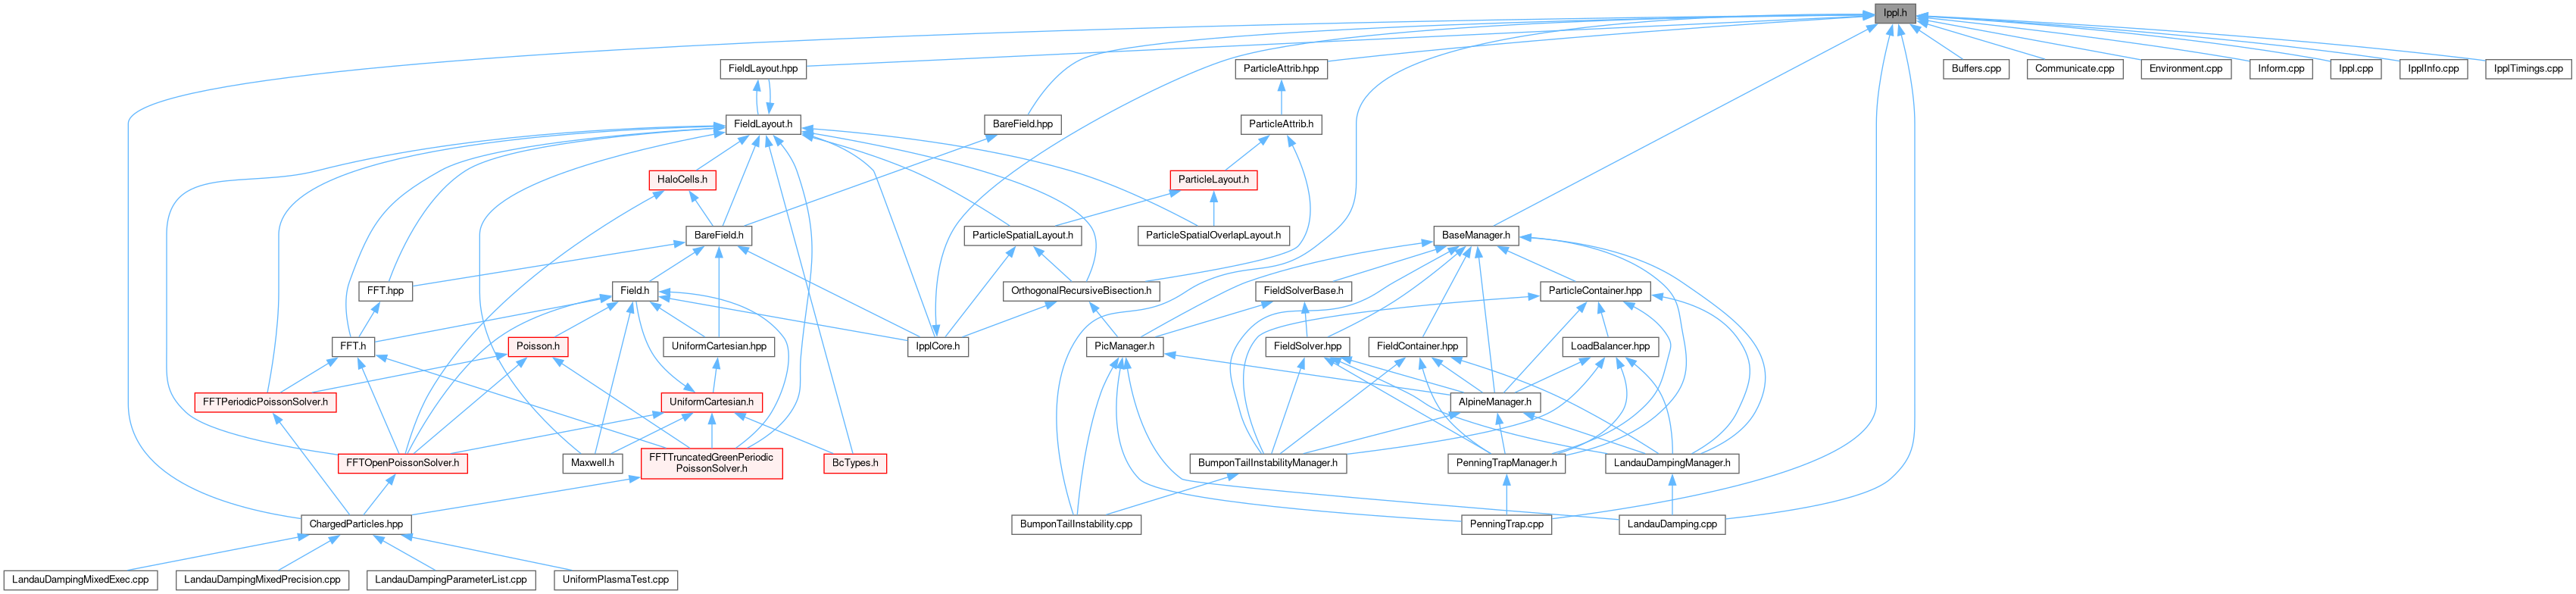 Ippl.h
FieldLayout.hpp
ParticleAttrib.hpp
Buffers.cpp
Communicate.cpp
Environment.cpp
Inform.cpp
Ippl.cpp
IpplInfo.cpp
IpplTimings.cpp
FieldLayout.h
BareField.hpp
ParticleAttrib.h
HaloCells.h
ParticleLayout.h
BareField.h
ParticleSpatialLayout.h
ParticleSpatialOverlapLayout.h
BaseManager.h
FFT.hpp
Field.h
OrthogonalRecursiveBisection.h
FieldSolverBase.h
ParticleContainer.hpp
FFT.h
Poisson.h
UniformCartesian.hpp
IpplCore.h
PicManager.h
FieldSolver.hpp
FieldContainer.hpp
LoadBalancer.hpp
FFTPeriodicPoissonSolver.h
UniformCartesian.h
AlpineManager.h
FFTOpenPoissonSolver.h
Maxwell.h
FFTTruncatedGreenPeriodic
PoissonSolver.h
BcTypes.h
BumponTailInstabilityManager.h
PenningTrapManager.h
LandauDampingManager.h
ChargedParticles.hpp
BumponTailInstability.cpp
PenningTrap.cpp
LandauDamping.cpp
LandauDampingMixedExec.cpp
LandauDampingMixedPrecision.cpp
LandauDampingParameterList.cpp
UniformPlasmaTest.cpp